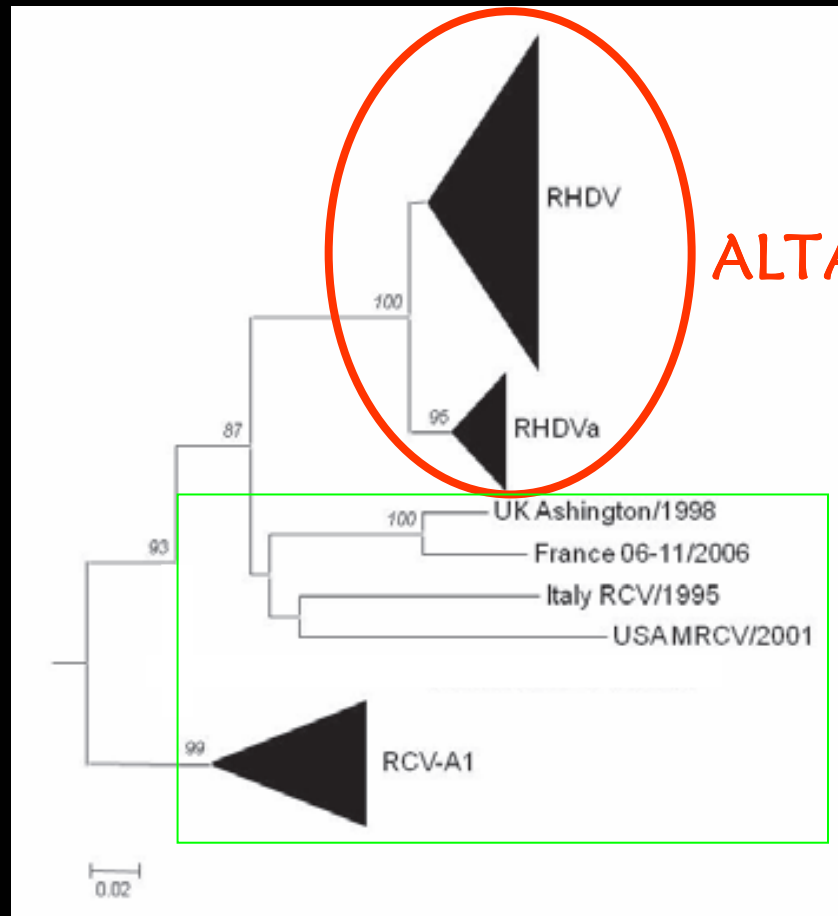 RHDV
ALTA
100
95
RHDVa
87
UK Ashington/1998
100
France 06-11/2006
93
Italy RCV/1995
USA MRCV/2001
99
RCV-A1
0.02